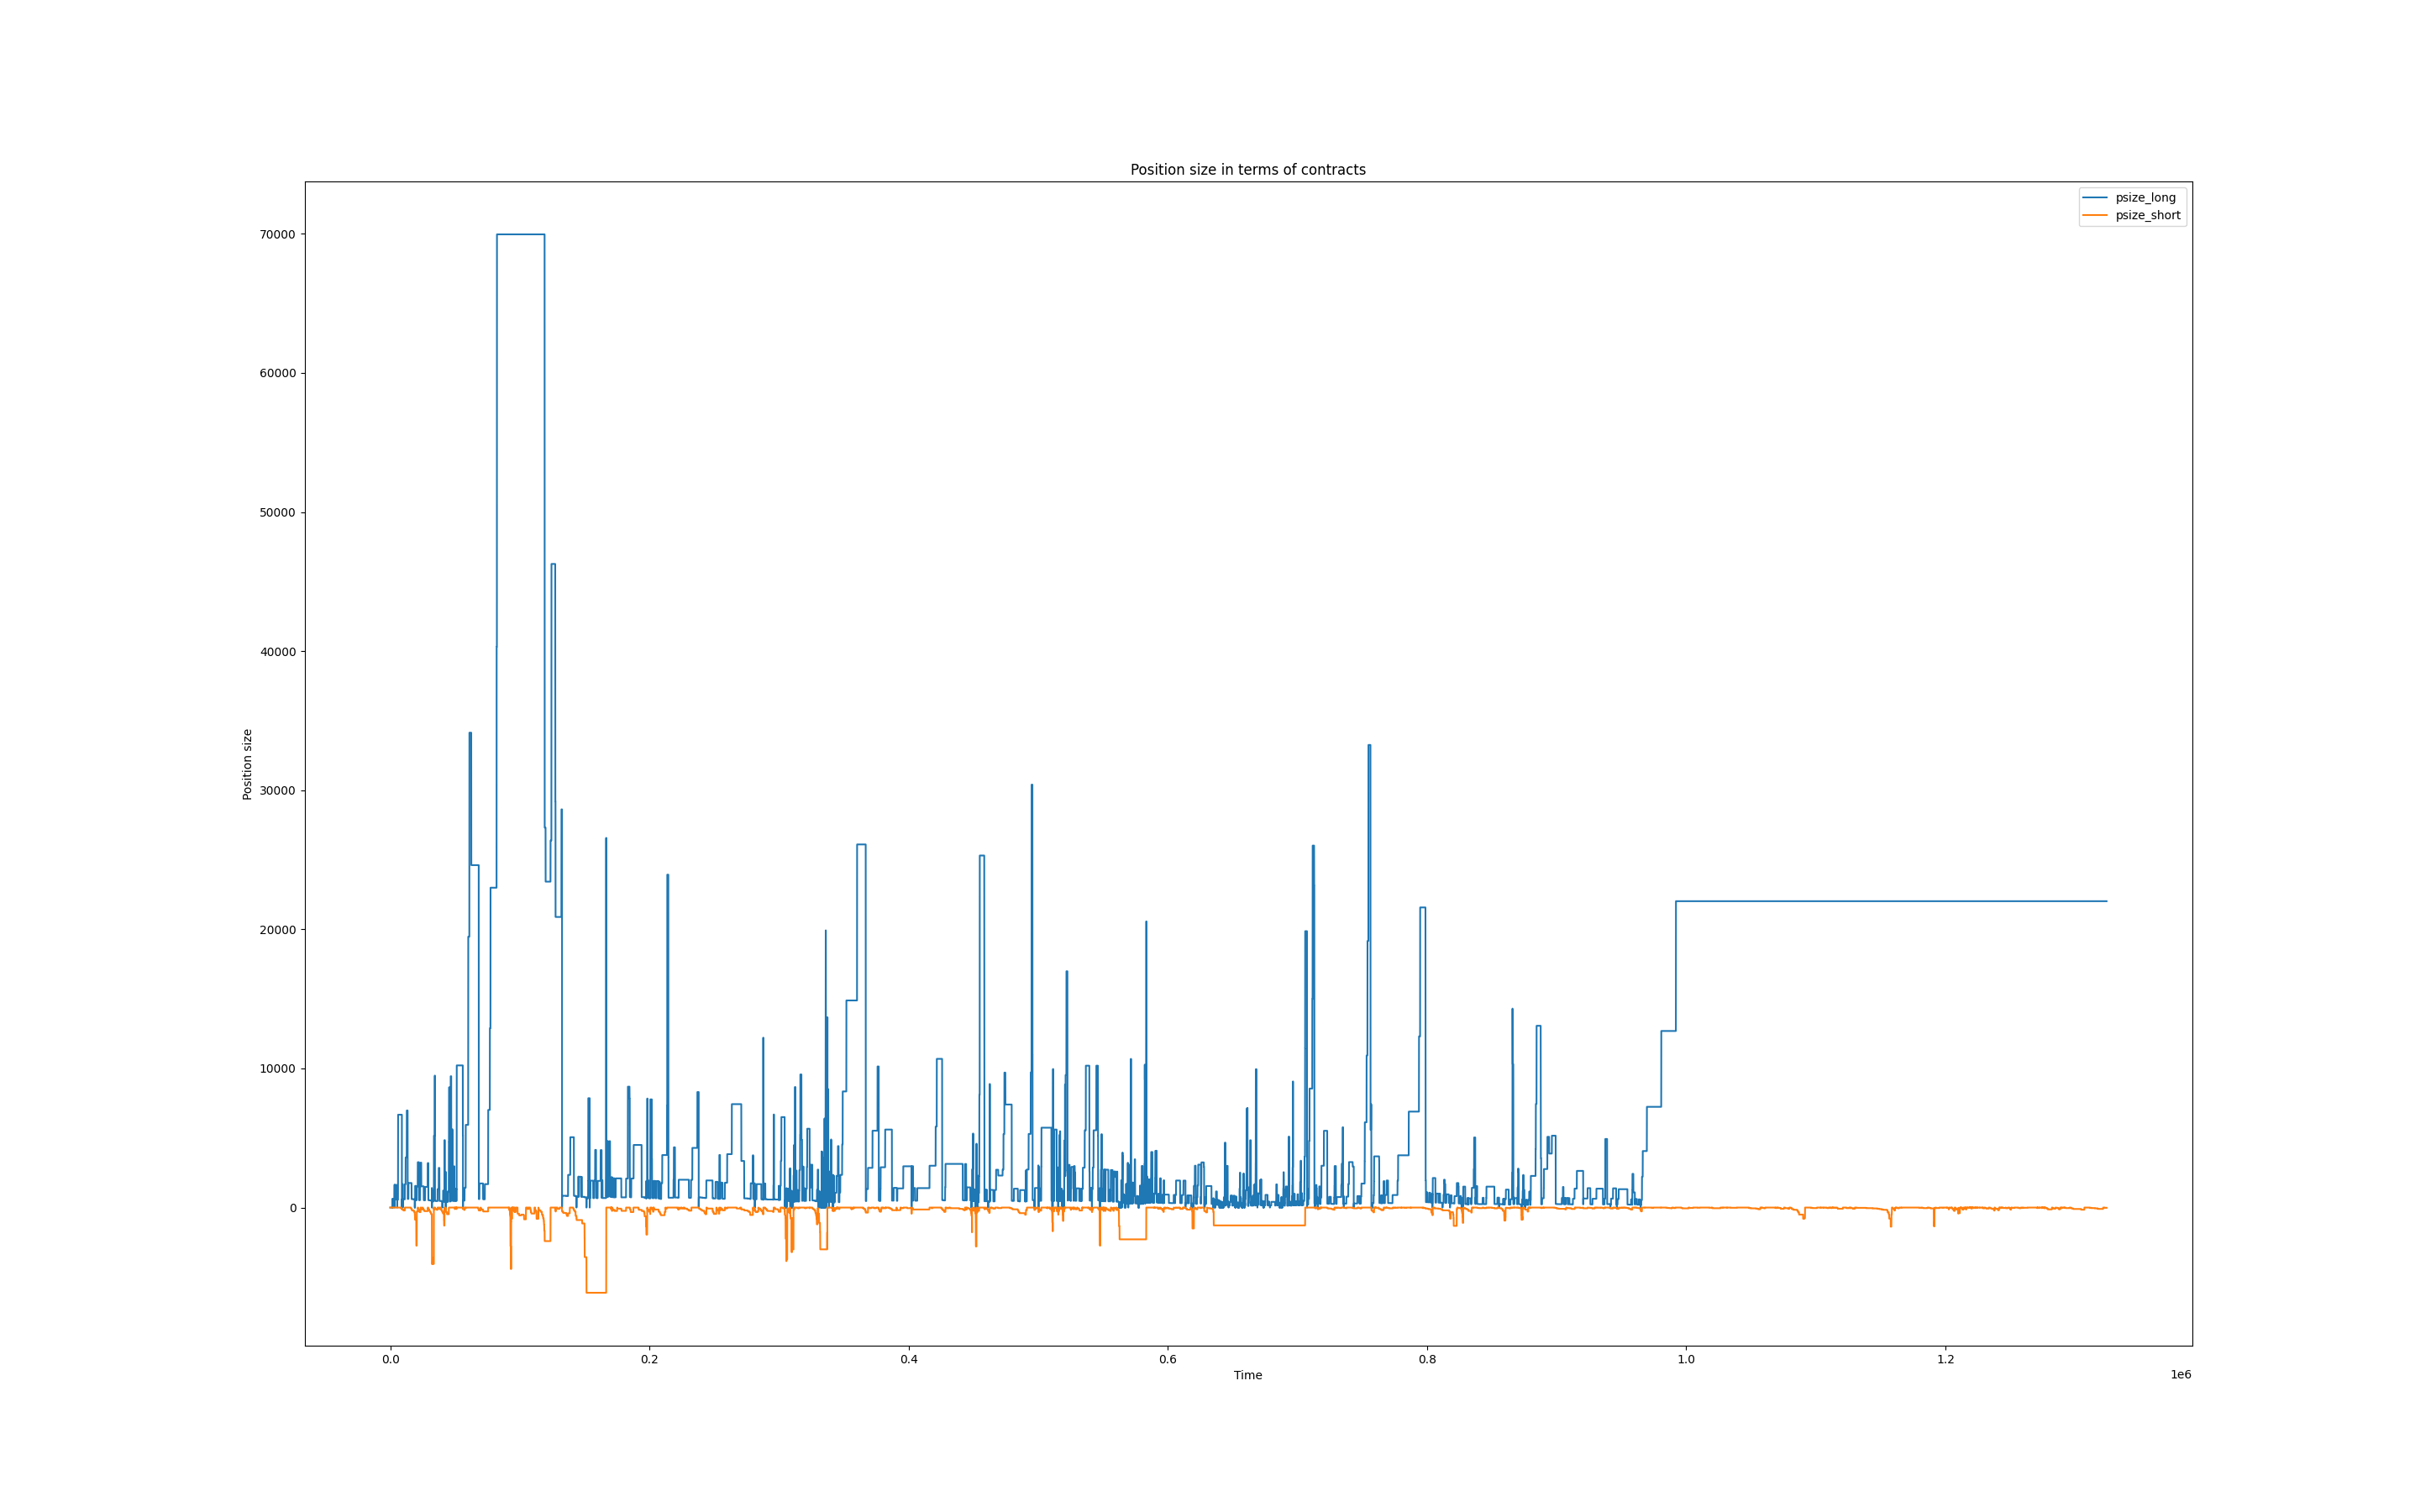 Position size in terms of contracts
psize_long
psize_short
Position size
70000
60000
50000
40000
30000
20000
10000
0
0.0 0.2 0.4 0.6 0.8 1.0 1.2
Time
1e6